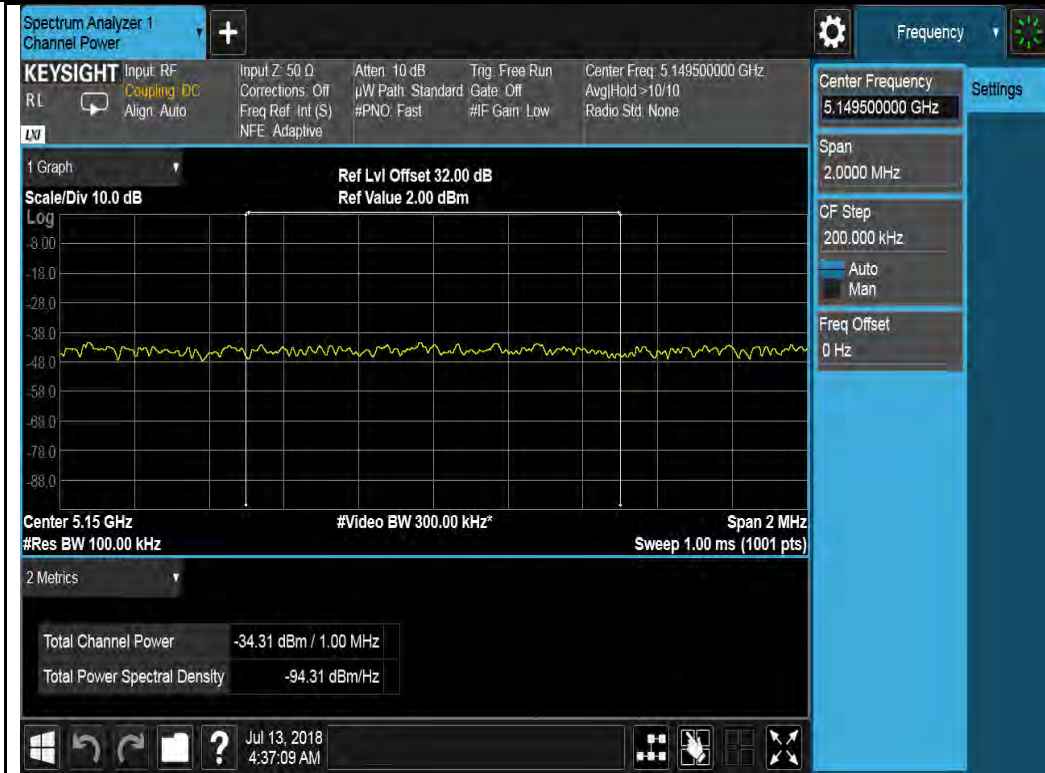 Spectrum Analyzer 1
Channel Power
+
Frequency
KEYSIGHT
R L
LXI
Input: RF
Coupling: DC
Align: Auto
Input Z: 50 Ω
Corrections: Off
Freq Ref: Int (S)
NFE: Adaptive
Atten: 10 dB
µW Path: Standard
#PNO: Fast
Trig: Free Run
Gate: Off
#IF Gain: Low
Center Freq: 5.149500000 GHz
Avg|Hold >10/10
Radio Std: None
Center Frequency
5.149500000 GHz
Settings
Span
2.0000 MHz
CF Step
200.000 kHz
Auto
Man
Freq Offset
0 Hz
1 Graph
Scale/Div 10.0 dB
Ref Lvl Offset 32.00 dB
Ref Value 2.00 dBm
Log
-8.00
-18.0
-28.0
-38.0
-48.0
-58.0
-68.0
-78.0
-88.0
Center 5.15 GHz
#Video BW 300.00 kHz*
Span 2 MHz
#Res BW 100.00 kHz
Sweep 1.00 ms (1001 pts)
2 Metrics
Total Channel Power -34.31 dBm / 1.00 MHz
Total Power Spectral Density -94.31 dBm/Hz
?
Jul 13, 2018
4:37:09 AM